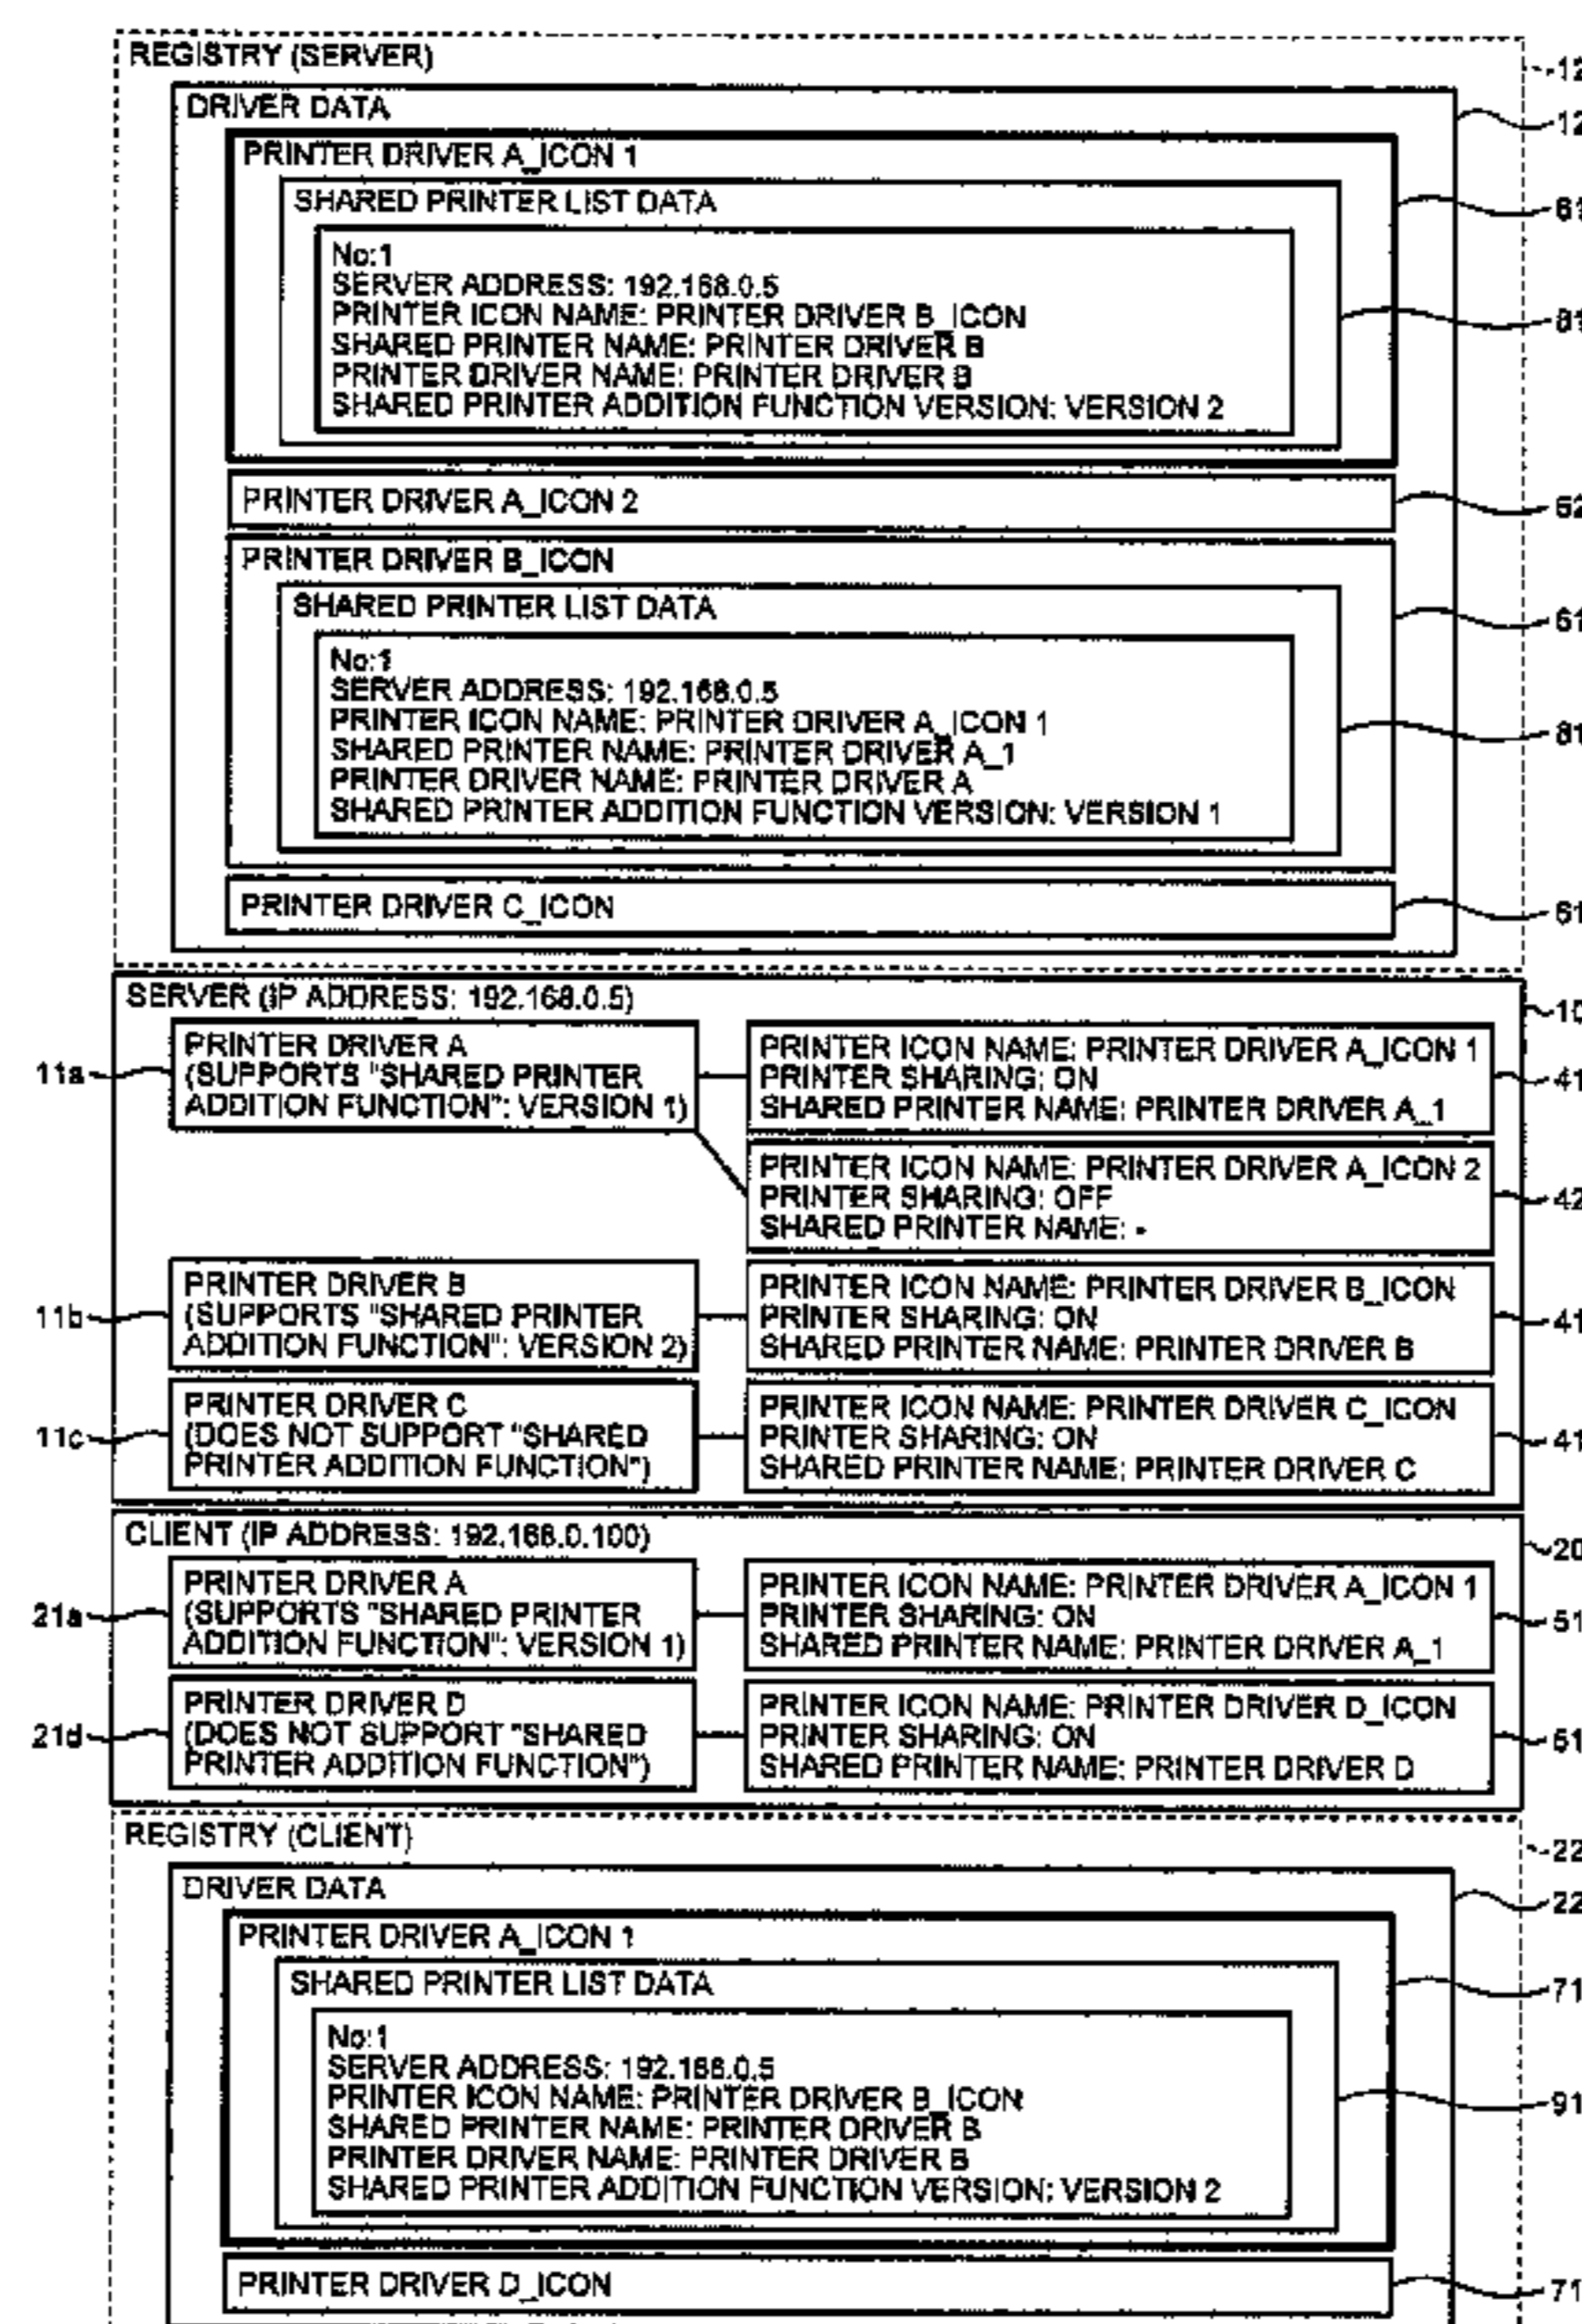 REGISTRY (SERVER)
DRIVER DATA
PRINTER DRIVER A_ICON 1
SHARED PRINTER LIST DATA
No:1
SERVER ADDRESS: 192.168.0.5
PRINTER ICON NAME: PRINTER DRIVER B_ICON
SHARED PRINTER NAME: PRINTER DRIVER B
PRINTER DRIVER NAME: PRINTER DRIVER B
SHARED PRINTER ADDITION FUNCTION VERSION: VERSION 2
PRINTER DRIVER A_ICON 2
PRINTER DRIVER B_ICON
SHARED PRINTER LIST DATA
No:1
SERVER ADDRESS: 192.168.0.5
PRINTER ICON NAME: PRINTER DRIVER A_ICON 1
SHARED PRINTER NAME: PRINTER DRIVER A_1
PRINTER DRIVER NAME: PRINTER DRIVER A
SHARED PRINTER ADDITION FUNCTION VERSION: VERSION 1
PRINTER DRIVER C_ICON
SERVER (IP ADDRESS: 192.168.0.5)
11a
PRINTER DRIVER A
(SUPPORTS "SHARED PRINTER
ADDITION FUNCTION": VERSION 1)
PRINTER ICON NAME: PRINTER DRIVER A_ICON 1
PRINTER SHARING: ON
SHARED PRINTER NAME: PRINTER DRIVER A_1
PRINTER ICON NAME: PRINTER DRIVER A_ICON 2
PRINTER SHARING: OFF
SHARED PRINTER NAME: -
11b
PRINTER DRIVER B
(SUPPORTS "SHARED PRINTER
ADDITION FUNCTION": VERSION 2)
PRINTER ICON NAME: PRINTER DRIVER B_ICON
PRINTER SHARING: ON
SHARED PRINTER NAME: PRINTER DRIVER B
11c
PRINTER DRIVER C
(DOES NOT SUPPORT "SHARED
PRINTER ADDITION FUNCTION")
PRINTER ICON NAME: PRINTER DRIVER C_ICON
PRINTER SHARING: ON
SHARED PRINTER NAME: PRINTER DRIVER C
CLIENT (IP ADDRESS: 192.168.0.100)
21a
PRINTER DRIVER A
(SUPPORTS "SHARED PRINTER
ADDITION FUNCTION": VERSION 1)
PRINTER ICON NAME: PRINTER DRIVER A_ICON 1
PRINTER SHARING: ON
SHARED PRINTER NAME: PRINTER DRIVER A_1
21d
PRINTER DRIVER D
(DOES NOT SUPPORT "SHARED
PRINTER ADDITION FUNCTION")
PRINTER ICON NAME: PRINTER DRIVER D_ICON
PRINTER SHARING: ON
SHARED PRINTER NAME: PRINTER DRIVER D
REGISTRY (CLIENT)
DRIVER DATA
PRINTER DRIVER A_ICON 1
SHARED PRINTER LIST DATA
No:1
SERVER ADDRESS: 192.168.0.5
PRINTER ICON NAME: PRINTER DRIVER B_ICON
SHARED PRINTER NAME: PRINTER DRIVER B
PRINTER DRIVER NAME: PRINTER DRIVER B
SHARED PRINTER ADDITION FUNCTION VERSION: VERSION 2
PRINTER DRIVER D_ICON